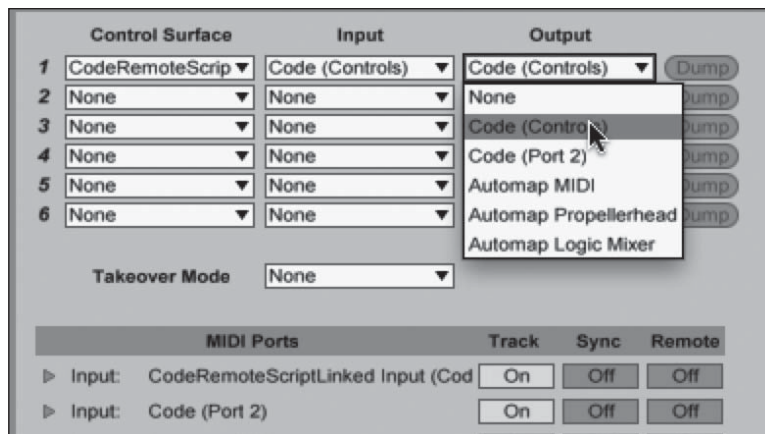 Control Surface Input Output
1 CodeRemoteScrip Code (Controls) Code (Controls) Dump
2 None None None Dump
3 None None Code (Controls) Dump
4 None None Code (Port 2) Dump
5 None None Automap MIDI Dump
6 None None Automap Propellerhead Dump
Automap Logic Mixer
Takeover Mode None
MIDI Ports Track Sync Remote
Input: CodeRemoteScriptLinked Input (Cod On Off Off
Input: Code (Port 2) On Off Off